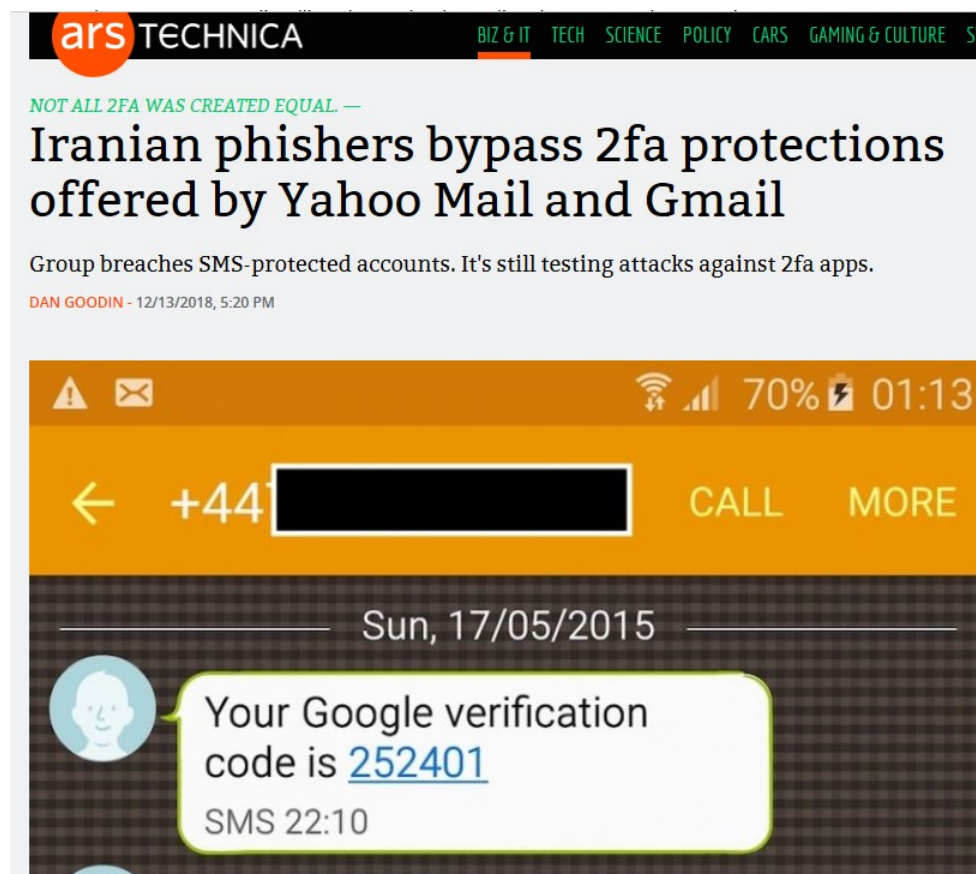 ars TECHNICA
BIZ & IT TECH SCIENCE POLICY CARS GAMING & CULTURE
NOT ALL 2FA WAS CREATED EQUAL. —
Iranian phishers bypass 2fa protections
offered by Yahoo Mail and Gmail
Group breaches SMS-protected accounts. It's still testing attacks against 2fa apps.
DAN GOODIN - 12/13/2018, 5:20 PM
70% 01:13
+44 CALL MORE
Sun, 17/05/2015
Your Google verification
code is 252401
SMS 22:10